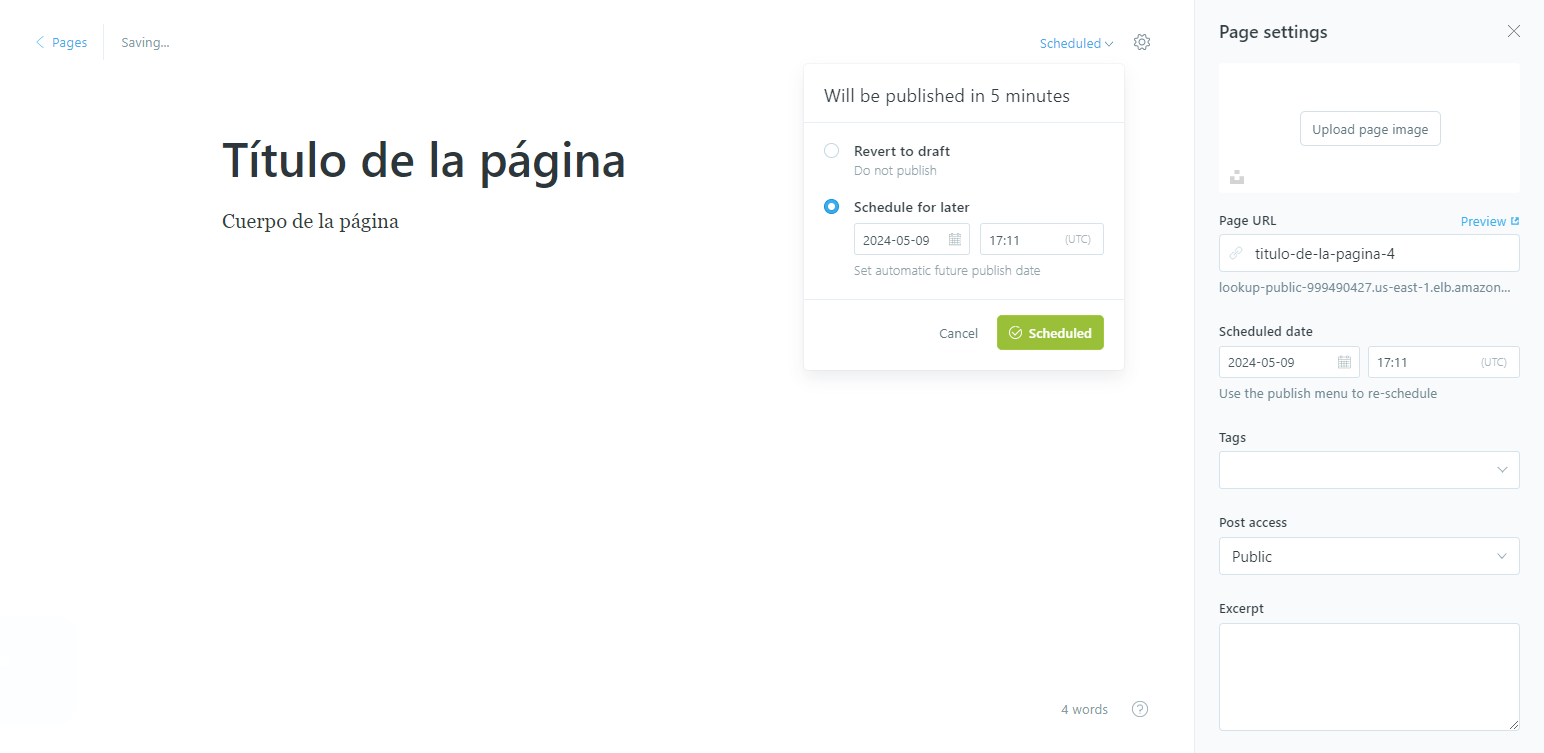 Pages
Saving...
Scheduled
Will be published in 5 minutes
Revert to draft
Do not publish
Schedule for later
2024-05-09
17:11 (UTC)
Set automatic future publish date
Cancel
Scheduled
Título de la página
Cuerpo de la página
4 words
?
Page settings
Upload page image
Page URL
Preview
titulo-de-la-pagina-4
lookup-public-999490427.us-east-1.elb.amazon...
Scheduled date
2024-05-09
17:11 (UTC)
Use the publish menu to re-schedule
Tags
Post access
Public
Excerpt